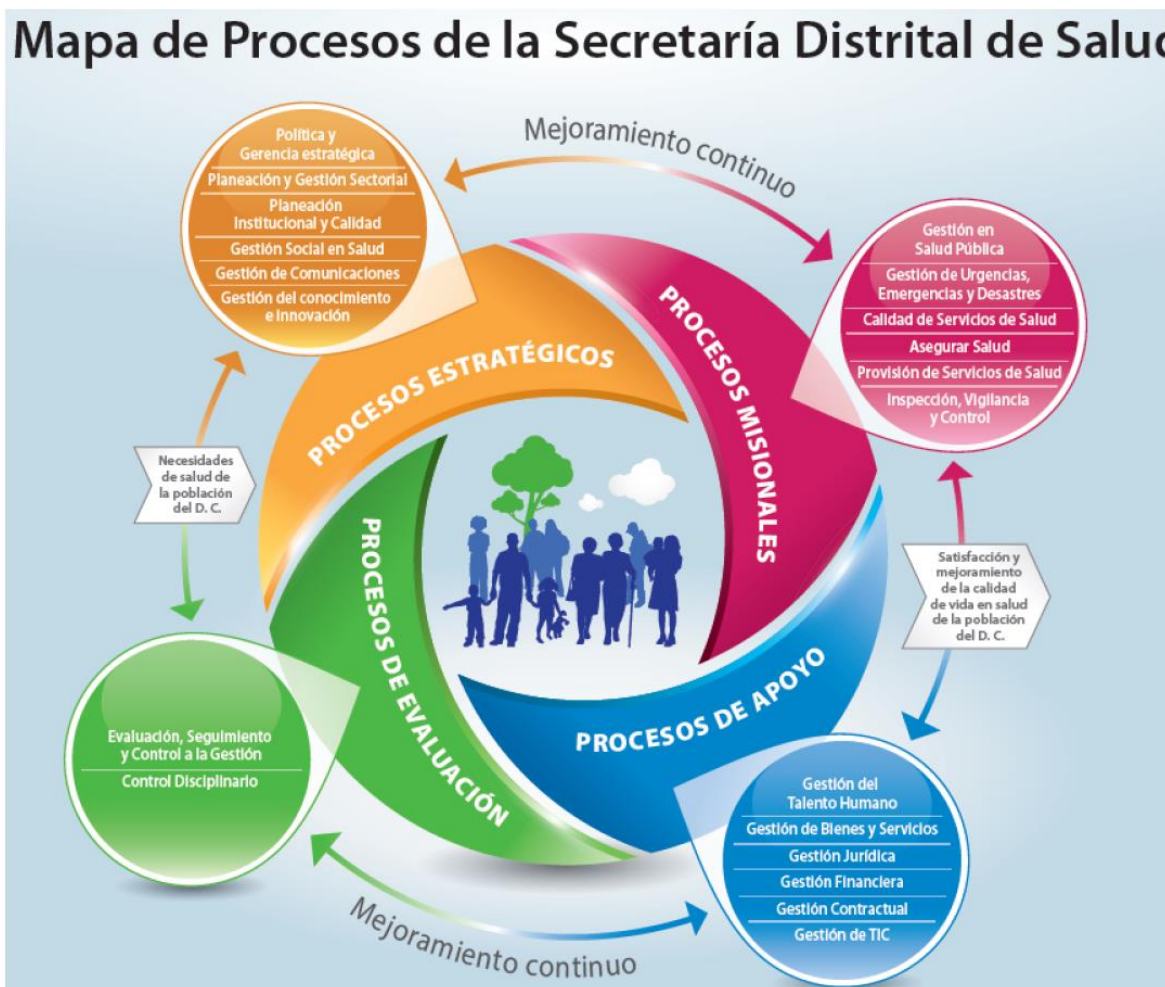 Mapa de Procesos de la Secretaría Distrital de Salud
Mejoramiento continuo
Política y
Gerencia estratégica
Planeación y Gestión Sectorial
Planeación
Institucional y Calidad
Gestión Social en Salud
Gestión de Comunicaciones
Gestión del conocimiento
e Innovación
Gestión en
Salud Pública
Gestión de Urgencias,
Emergencias y Desastres
Calidad de Servicios de Salud
Asegurar Salud
Provisión de Servicios de Salud
Inspección, Vigilancia
y Control
PROCESOS ESTRATÉGICOS
PROCESOS MISIONALES
Necesidades
de salud de
la población
del D. C.
PROCESOS DE EVALUACIÓN
PROCESOS DE APOYO
Satisfacción y
mejoramiento
de la calidad
de vida en salud
de la población
del D. C.
Evaluación, Seguimiento
y Control a la Gestión
Control Disciplinario
Gestión del
Talento Humano
Gestión de Bienes y Servicios
Gestión Jurídica
Gestión Financiera
Gestión Contractual
Gestión de TIC
Mejoramiento continuo